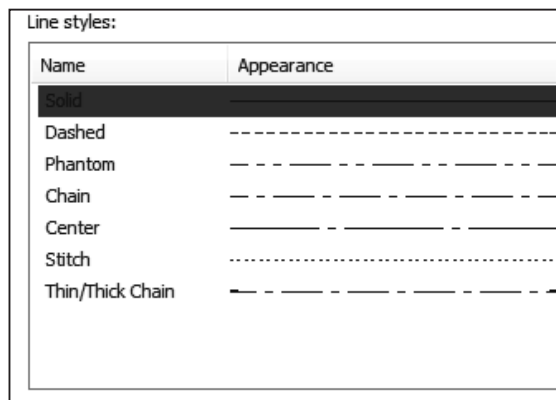 Line styles:
Name Appearance
Solid
Dashed
Phantom
Chain
Center
Stitch
Thin/Thick Chain